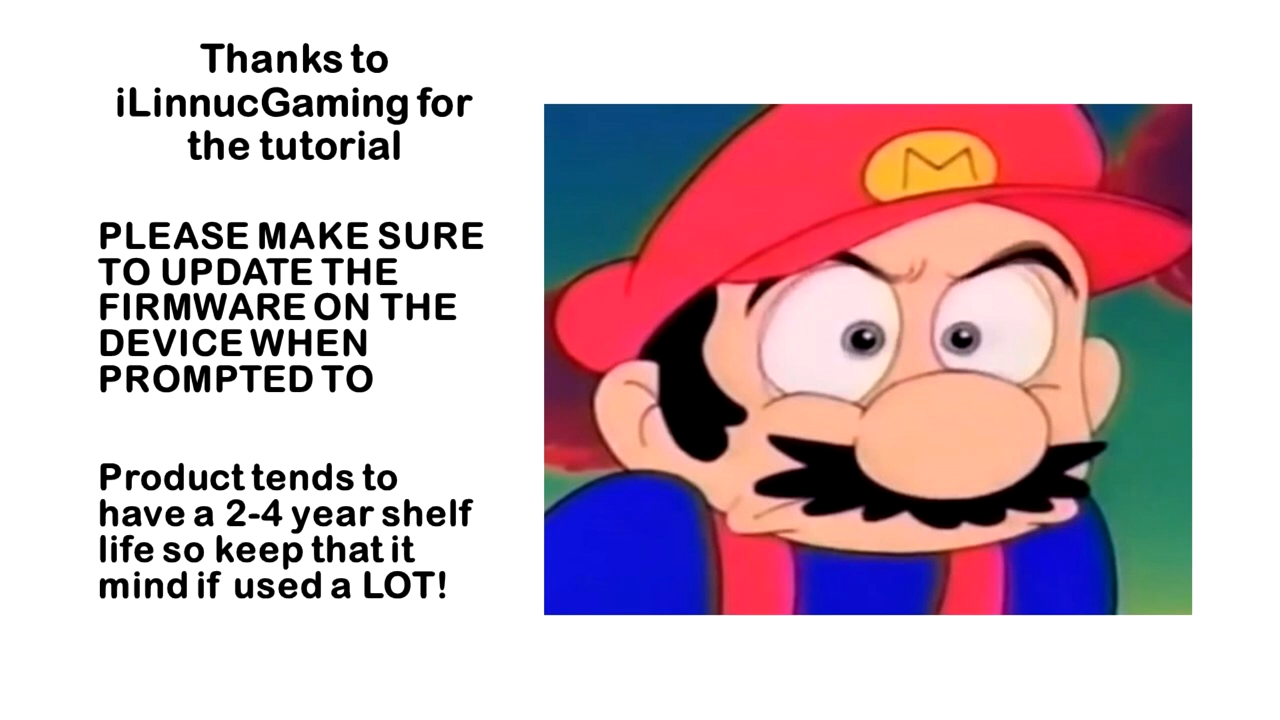 Thanks to
iLinnucGaming for
the tutorial
PLEASE MAKE SURE
TO UPDATE THE
FIRMWARE ON THE
DEVICE WHEN
PROMPTED TO
Product tends to
have a 2-4 year shelf
life so keep that it
mind if used a LOT!
M